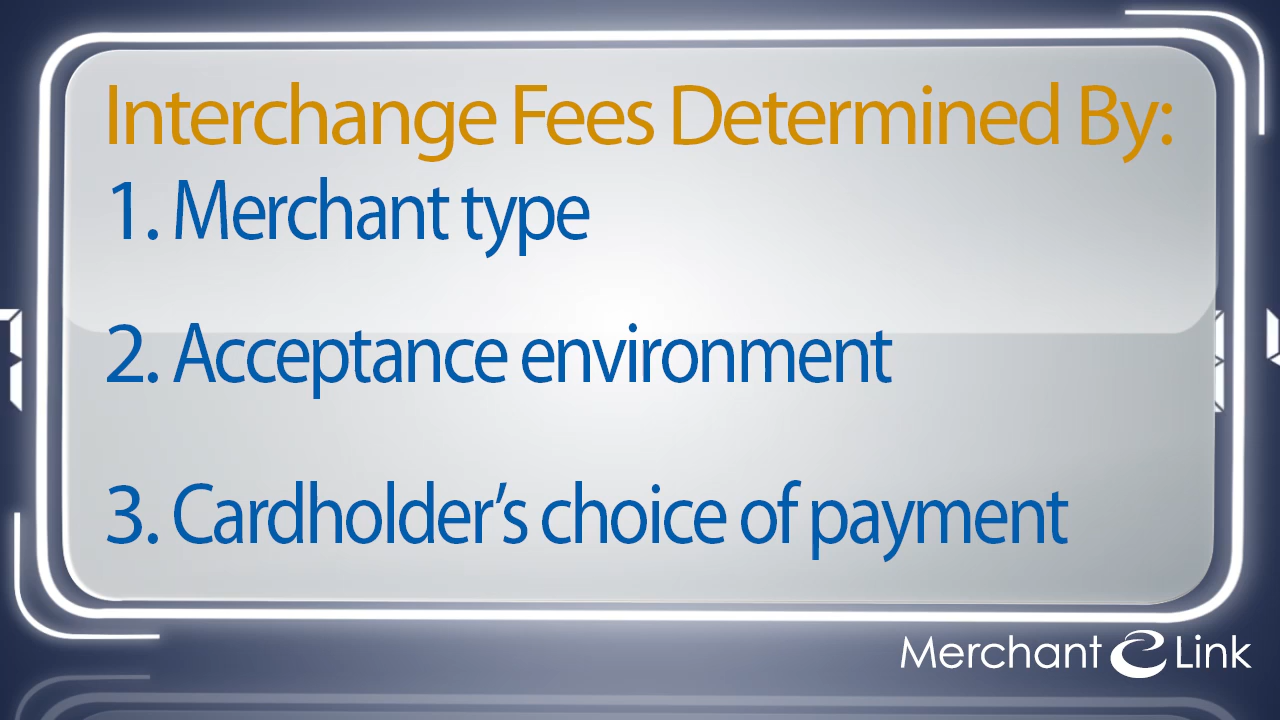 Interchange Fees Determined By:
1. Merchant type
2. Acceptance environment
3. Cardholder’s choice of payment
Merchant Link